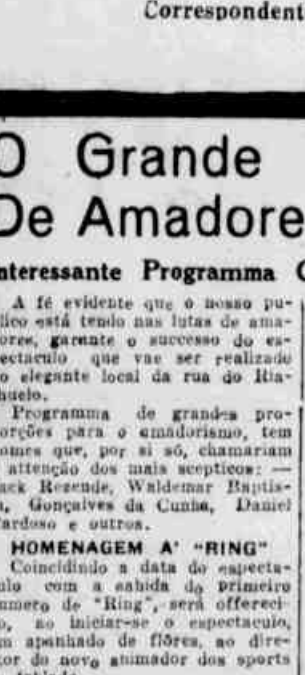 Correspondent
O Grande
De Amadore
nteressante Programma C
A fé evidente que o nosso pu-
lico está tendo nas lutas de ama-
ores, garante o successo do es-
ectaculo que vae ser realizado
o elegante local da rua do Ria-
huelo.
Programma de grandes pro-
orções para o amadorismo, tem
omes que, por si só, chamariam
attenção dos mais scepticos: —
ack Rezende, Waldemar Baptis-
a, Gonçalves da Cunha, Daniel
ardoso e outros.
HOMENAGEM A' "RING"
Coincidindo a data do especta-
ulo com a sahida do primeiro
umero de "Ring", será offereci-
o, ao iniciar-se o espectaculo,
m apanhado de flôres, ao dire-
tor do novo animador dos sports